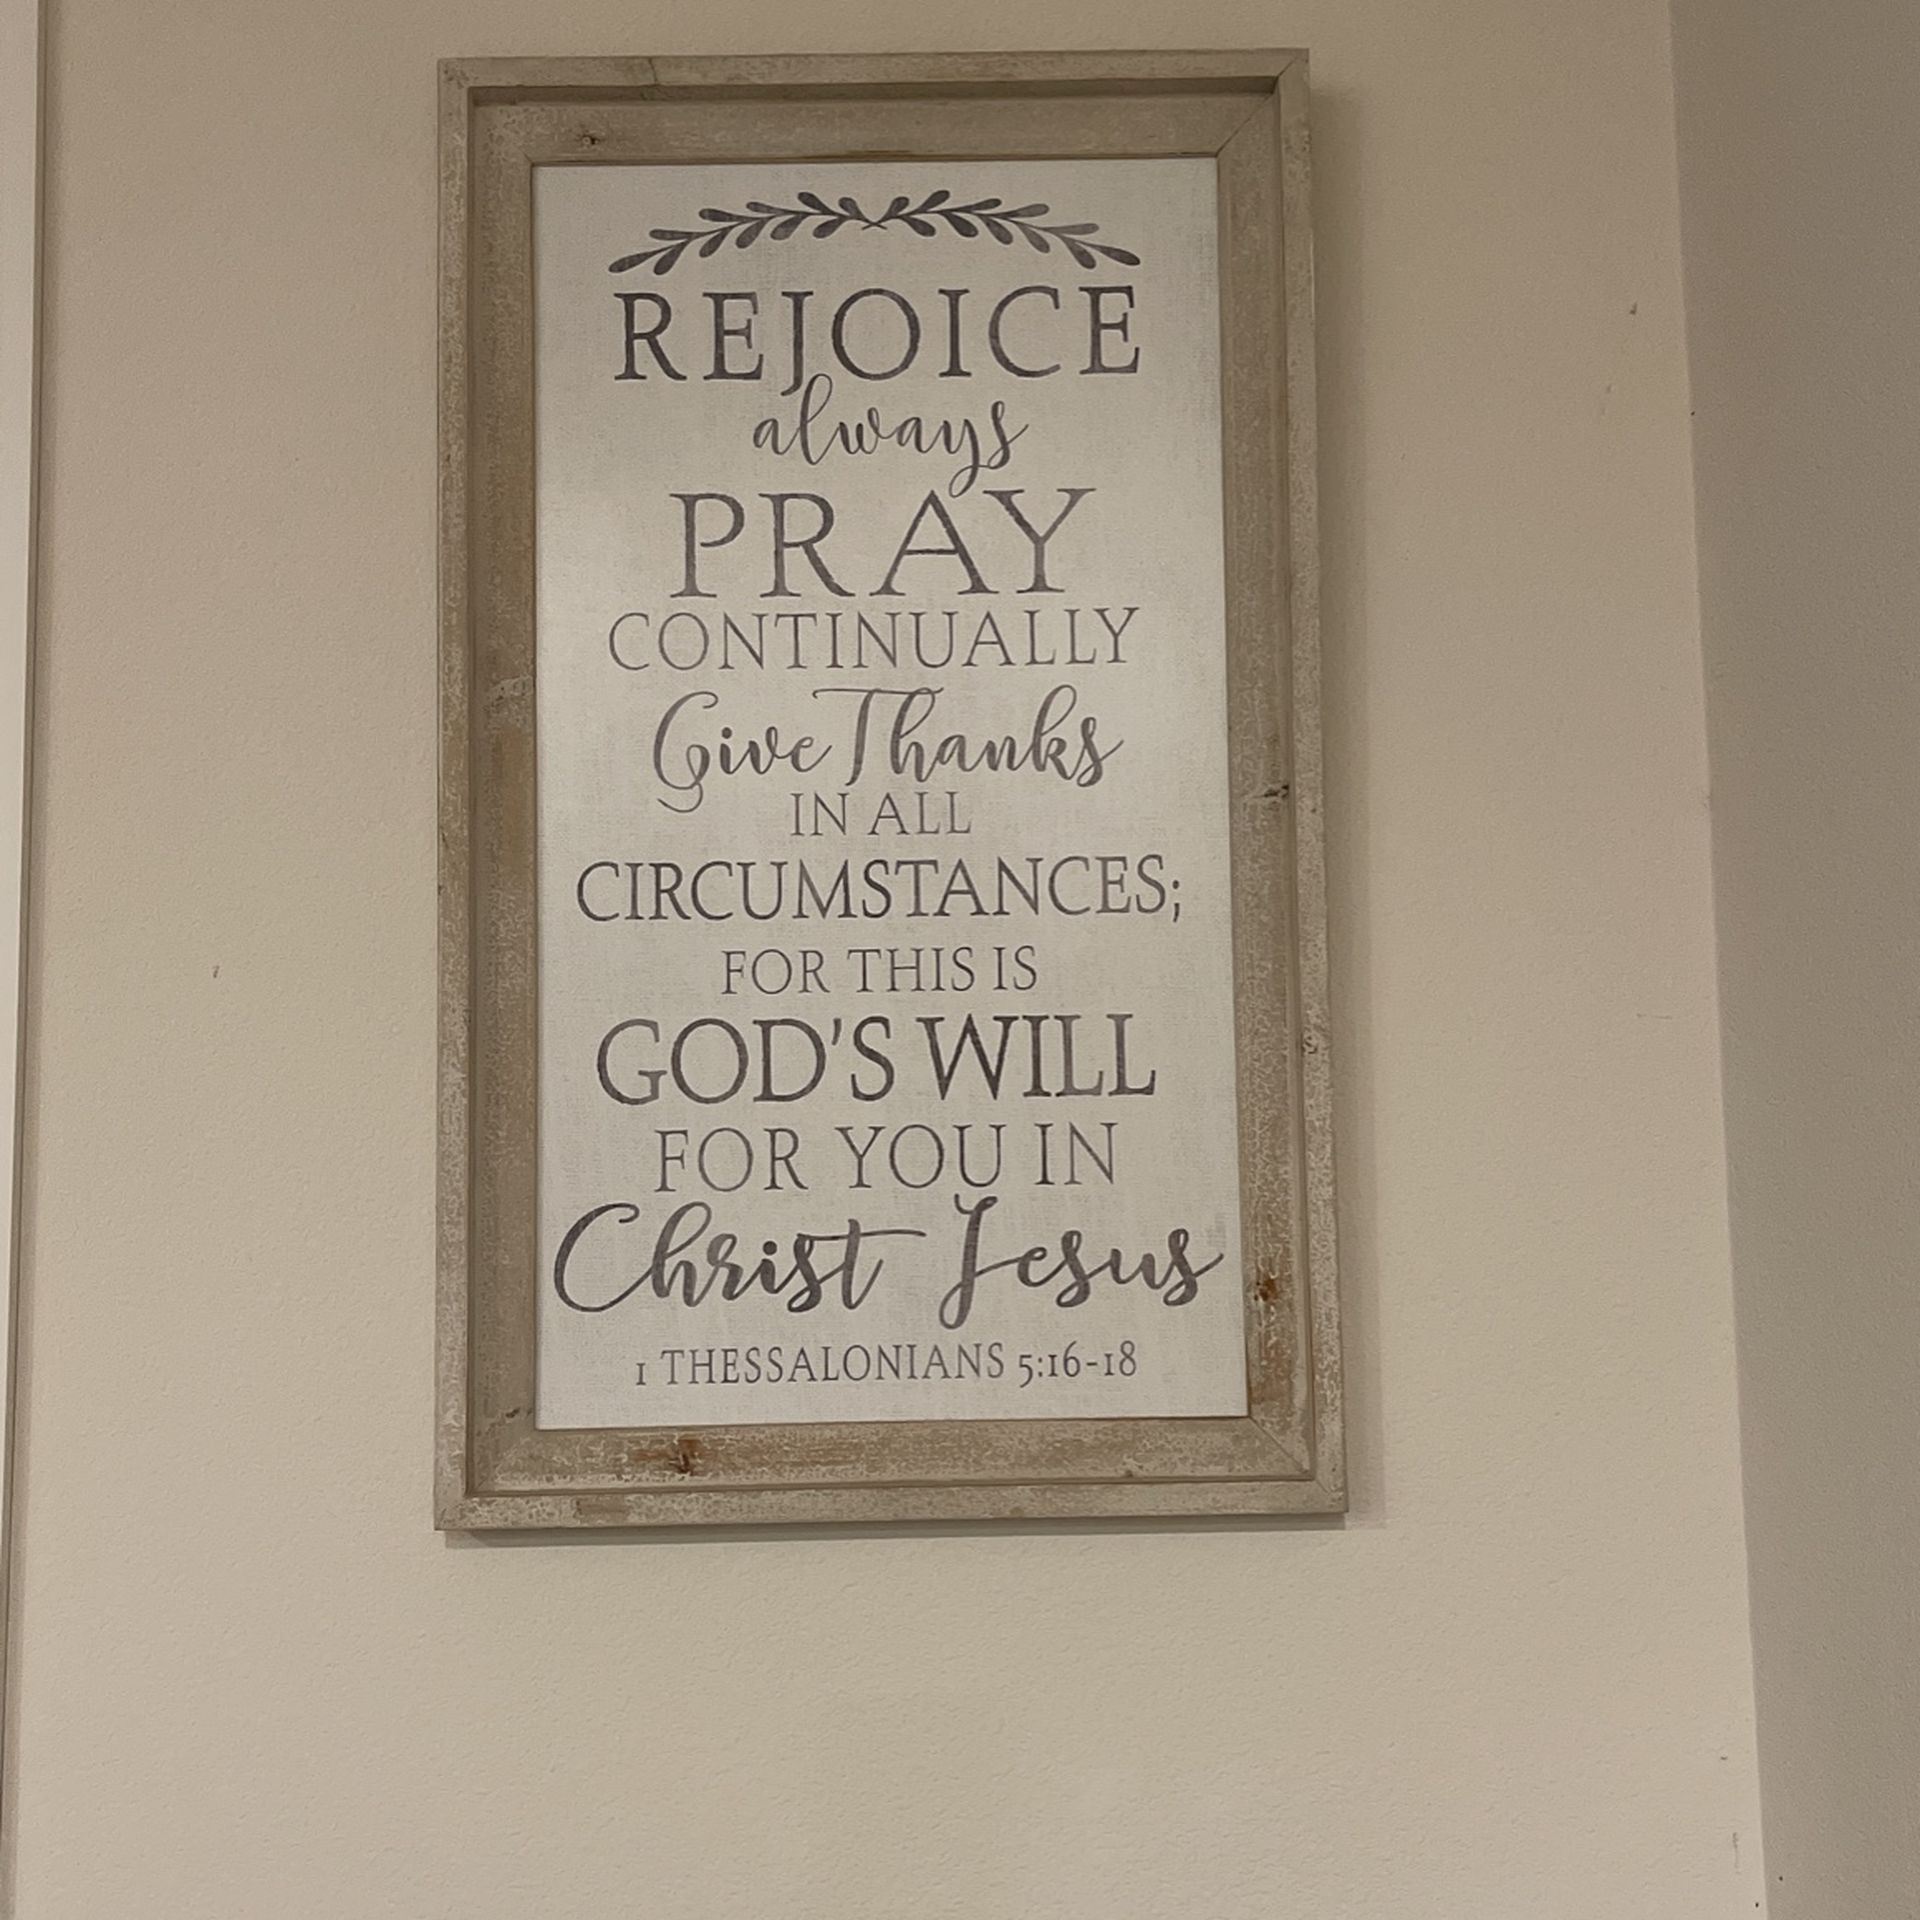 REJOICE
always
PRAY
CONTINUALLY
Give Thanks
IN ALL
CIRCUMSTANCES;
FOR THIS IS
GOD'S WILL
FOR YOU IN
Christ Jesus
1 THESSALONIANS 5:16-18